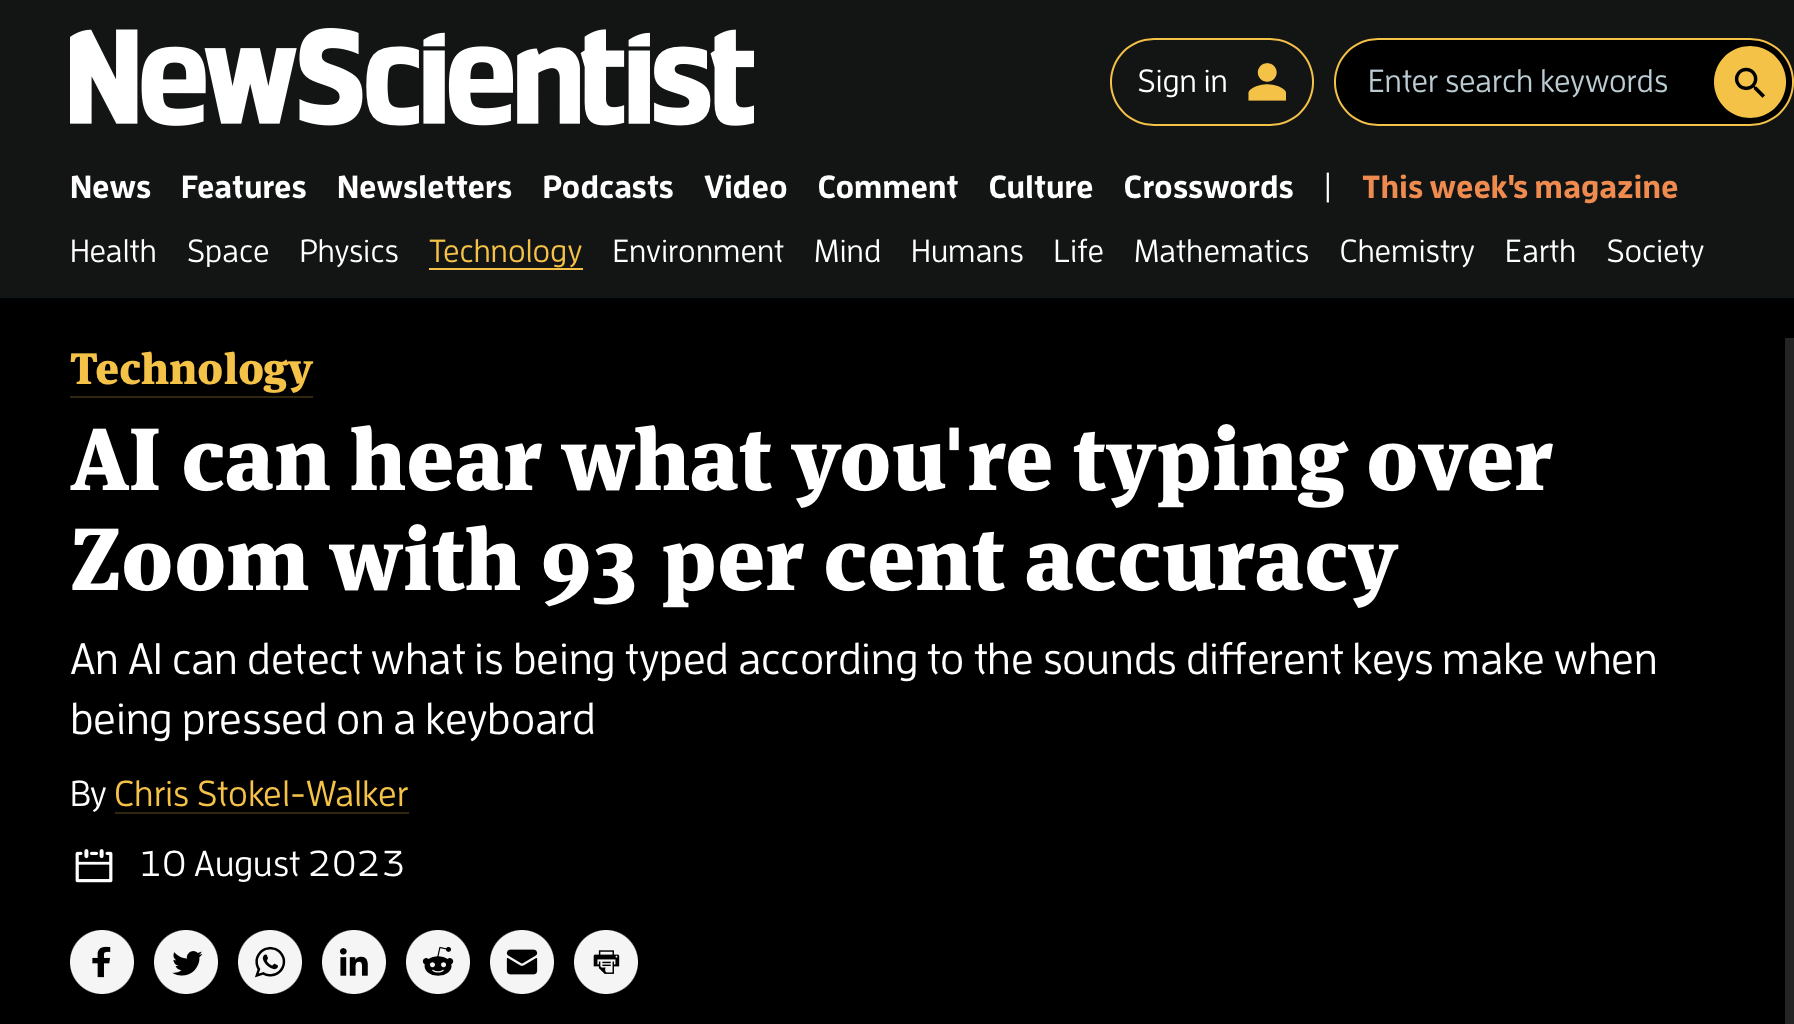 NewScientist
Sign in
Enter search keywords
News Features Newsletters Podcasts Video Comment Culture Crosswords | This week's magazine
Health Space Physics Technology Environment Mind Humans Life Mathematics Chemistry Earth Society
Technology
AI can hear what you're typing over
Zoom with 93 per cent accuracy
An AI can detect what is being typed according to the sounds different keys make when
being pressed on a keyboard
By Chris Stokel-Walker
10 August 2023